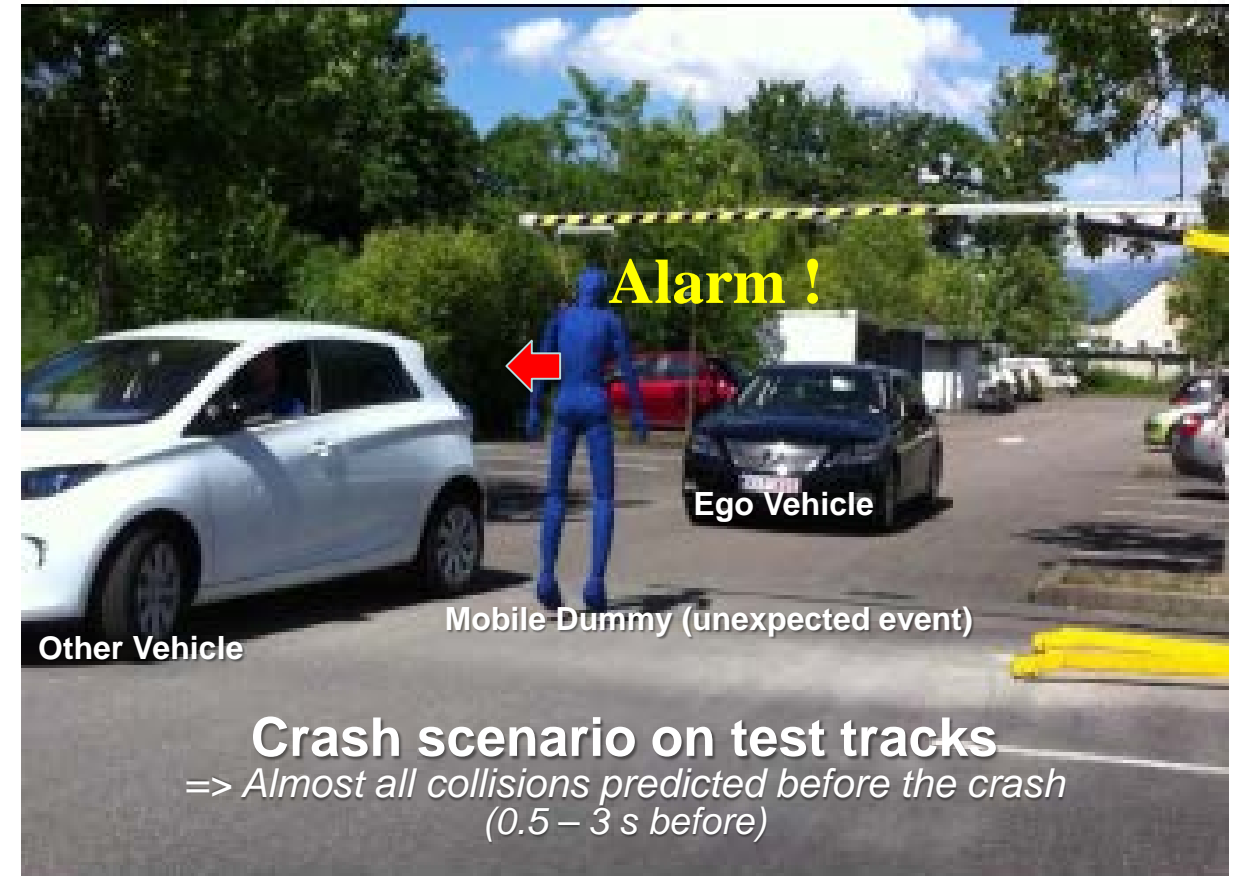 Alarm !
Ego Vehicle
Mobile Dummy (unexpected event)
Other Vehicle
Crash scenario on test tracks
=> Almost all collisions predicted before the crash
(0.5 – 3 s before)